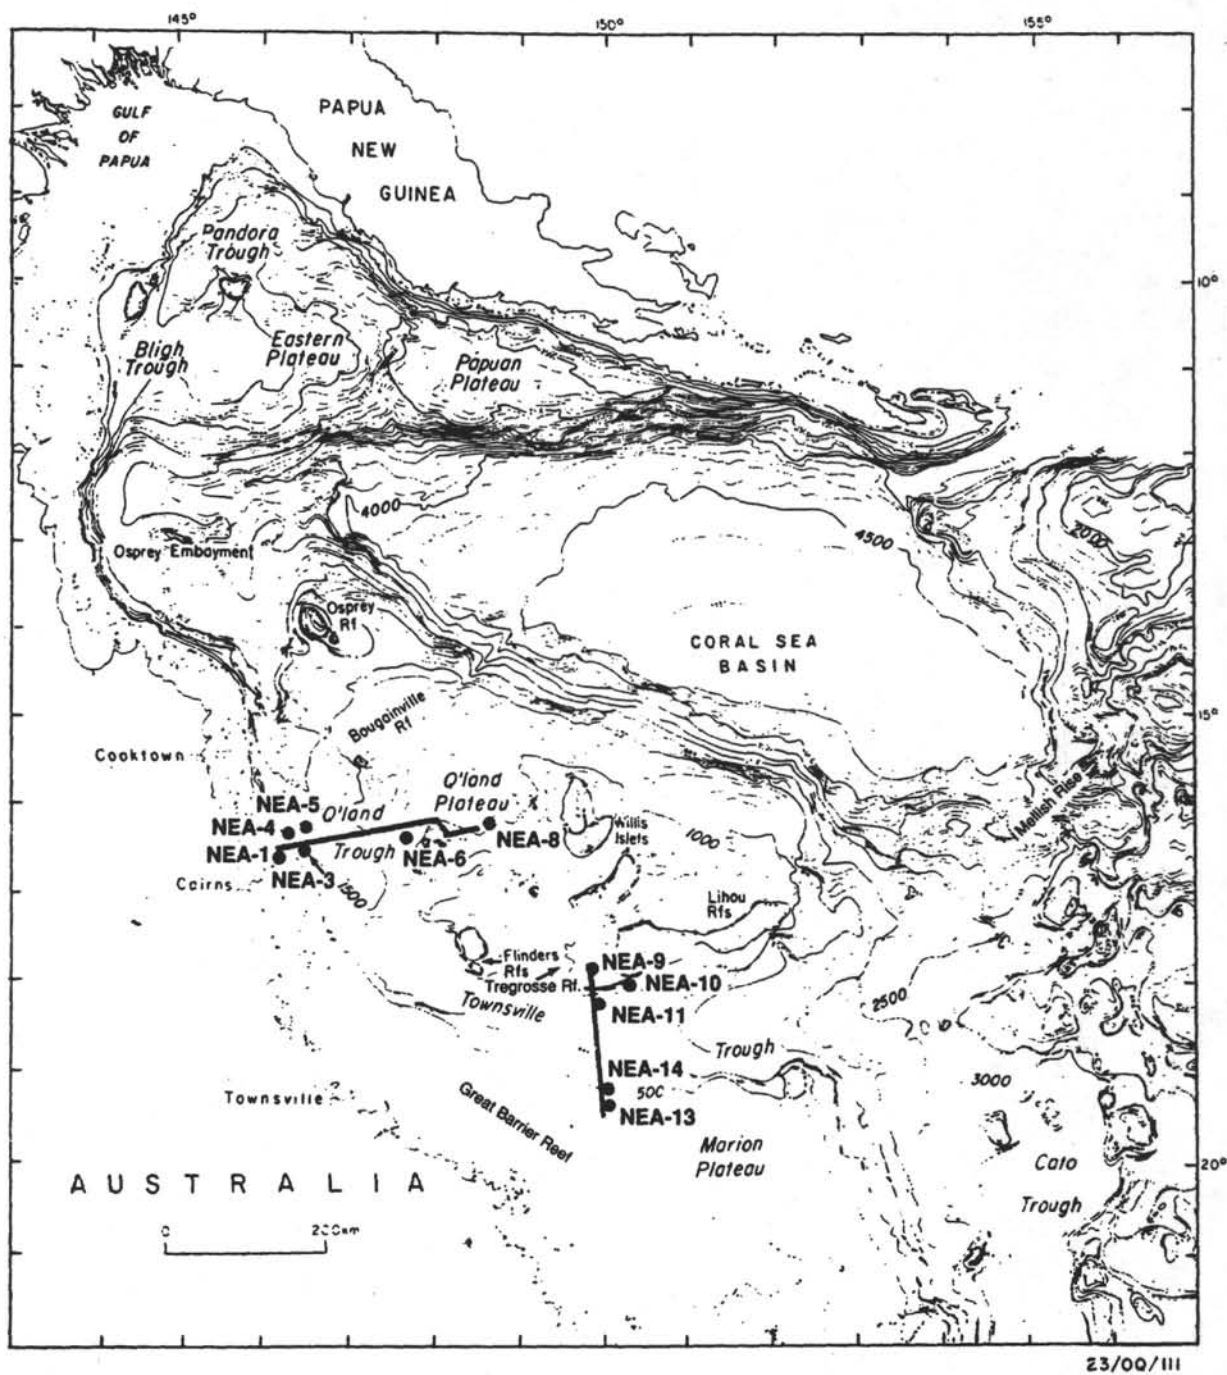 145°
150°
155°
GULF
OF
PAPUA
PAPUA
NEW
GUINEA
Pandora
Trough
10°
Bligh
Trough
Eastern
Plateau
Papuan
Plateau
4000
4500
2000
Osprey Embayment
Osprey
Rf
CORAL SEA
BASIN
Bougainville
Rf
15°
Cooktown
Mellish Rise
Q'land
Plateau
NEA-5
NEA-4
Q'land
Trough
NEA-8
Willis
Islets
1000
NEA-1
NEA-6
NEA-3
1500
Cairns
Lihou
Rfs
Flinders
Rfs
Tregrosse Rf.
NEA-9
NEA-10
NEA-11
2500
Townsville
Trough
NEA-14
50C
NEA-13
3000
Townsville
Great Barrier Reef
Marion
Plateau
Cato
Trough
20°
AUSTRALIA
0
200km
23/OQ/III